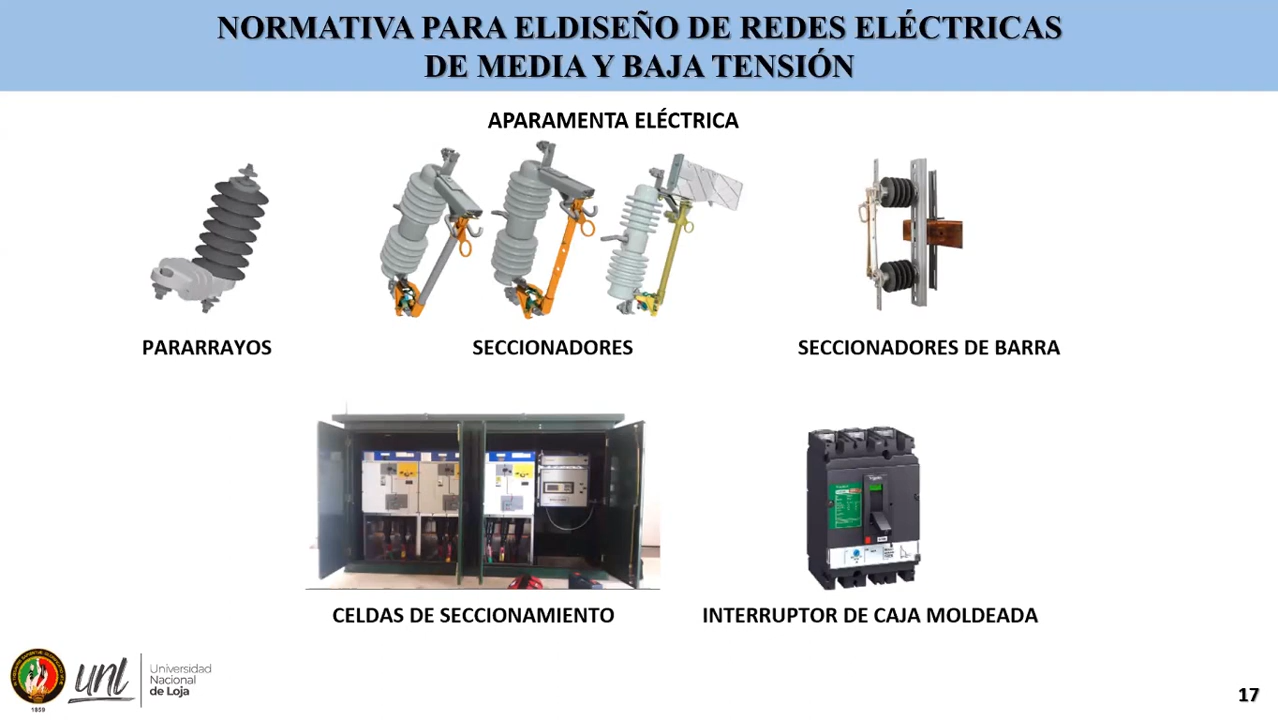 NORMATIVA PARA ELDISEÑO DE REDES ELÉCTRICAS
DE MEDIA Y BAJA TENSIÓN
APARAMENTA ELÉCTRICA
PARARRAYOS
SECCIONADORES
SECCIONADORES DE BARRA
CELDAS DE SECCIONAMIENTO
INTERRUPTOR DE CAJA MOLDEADA
1859
unl
Universidad
Nacional
de Loja
17